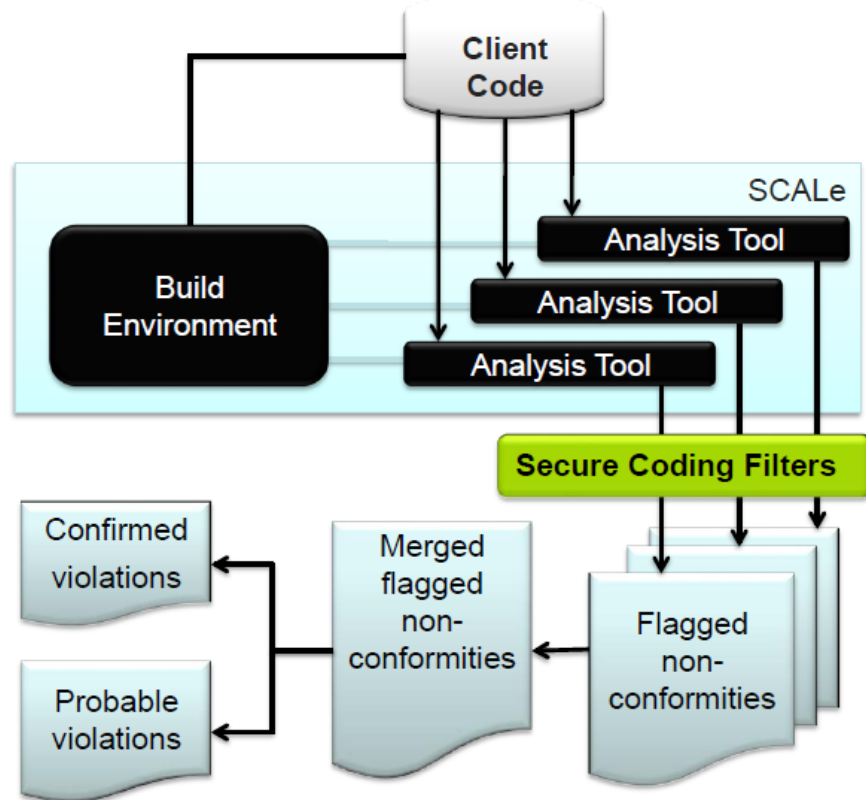 Client
Code
SCALe
Analysis Tool
Build
Environment
Analysis Tool
Analysis Tool
Secure Coding Filters
Confirmed
violations
Merged
flagged
non-
conformities
Flagged
non-
conformities
Probable
violations